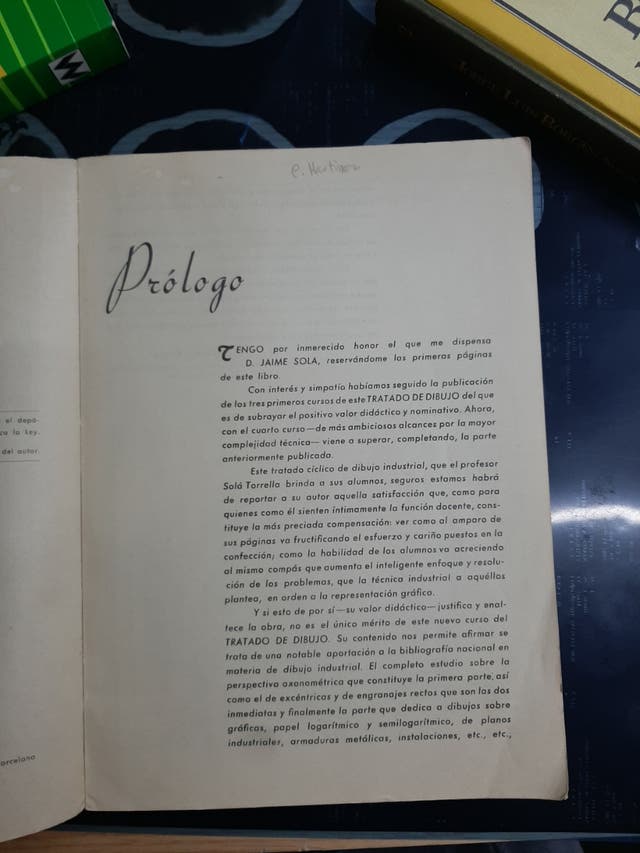 W
JORGE LUIS BORGES
C. Martinez
Prólogo
TENGO por inmerecido honor el que me dispensa
D. JAIME SOLA, reservándome las primeras páginas
de este libro.
Con interés y simpatía habíamos seguido la publicación
de los tres primeros cursos de este TRATADO DE DIBUJO del que
es de subrayar el positivo valor didáctico y nominativo. Ahora,
con el cuarto curso —de más ambiciosos alcances por la mayor
complejidad técnica— viene a superar, completando, la parte
anteriormente publicada.
Este tratado cíclico de dibujo industrial, que el profesor
Solá Torrella brinda a sus alumnos, seguros estamos habrá
de reportar a su autor aquella satisfacción que, como para
quienes como él sienten íntimamente la función docente, cons-
tituye la más preciada compensación: ver como al amparo de
sus páginas va fructificando el esfuerzo y cariño puestos en la
confección; como la habilidad de los alumnos va acreciendo
al mismo compás que aumenta el inteligente enfoque y resolu-
ción de los problemas, que la técnica industrial a aquéllos
plantea, en orden a la representación gráfica.
Y si esto de por sí —su valor didáctico— justifica y enal-
tece la obra, no es el único mérito de este nuevo curso del
TRATADO DE DIBUJO. Su contenido nos permite afirmar se
trata de una notable aportación a la bibliografía nacional en
materia de dibujo industrial. El completo estudio sobre la
perspectiva axonométrica que constituye la primera parte, así
como el de excéntricas y de engranajes rectos que son las dos
inmediatas y finalmente la parte que dedica a dibujos sobre
gráficas, papel logarítmico y semilogarítmico, de planos
industriales, armaduras metálicas, instalaciones, etc., etc.,
el depó-
ca la ley.
del autor.
arcelona